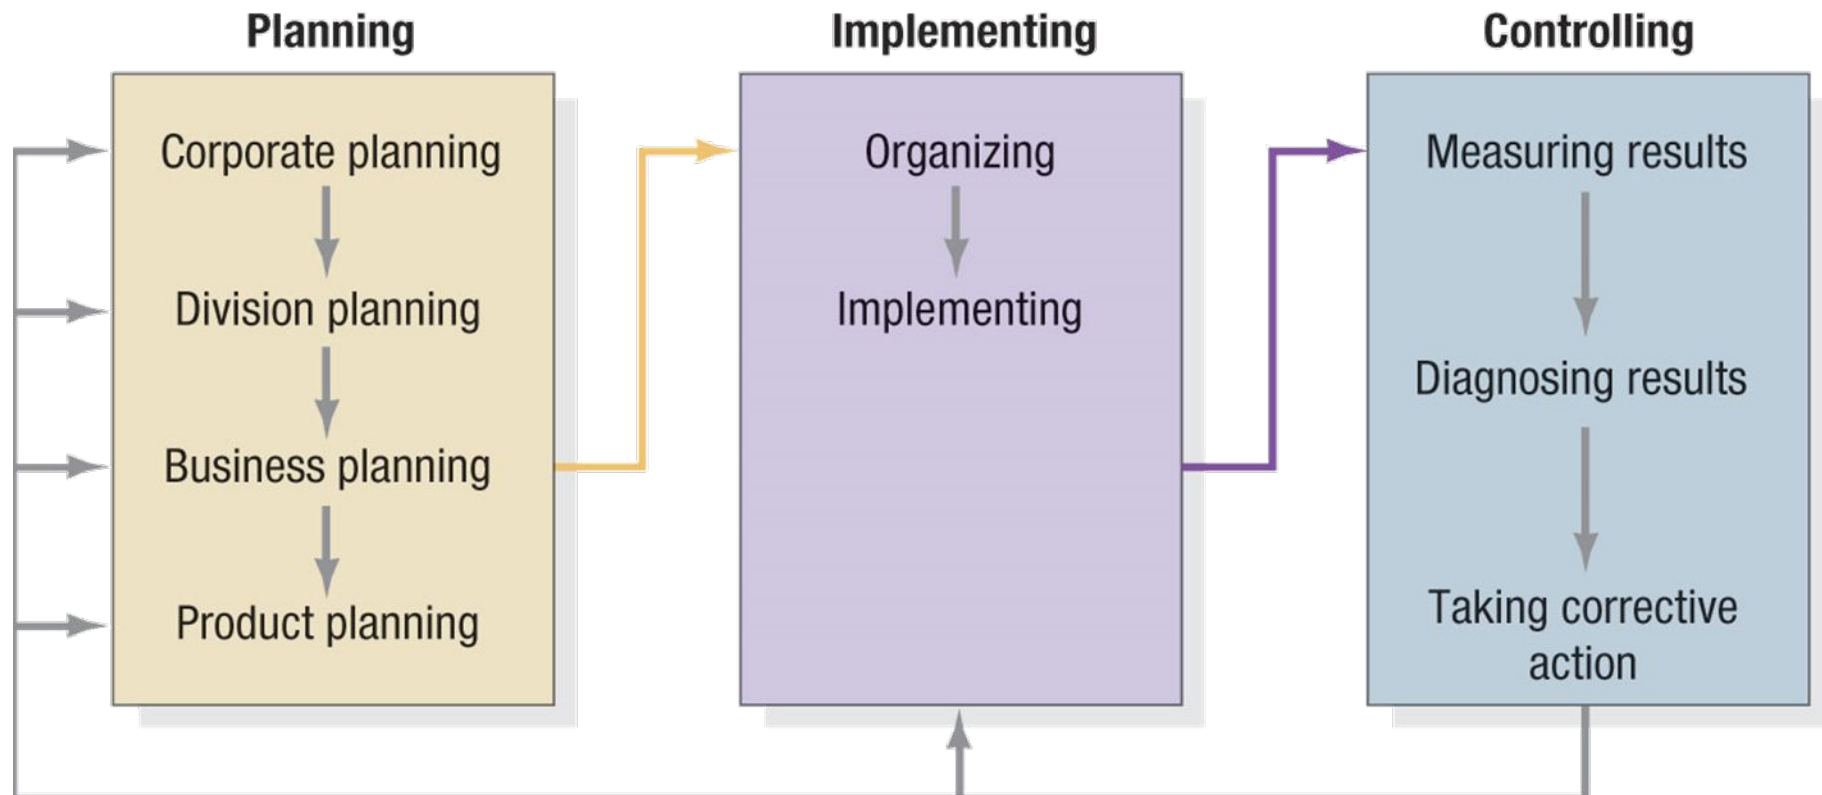 Planning
Corporate planning
Division planning
Business planning
Product planning
Implementing
Organizing
Implementing
Controlling
Measuring results
Diagnosing results
Taking corrective
action